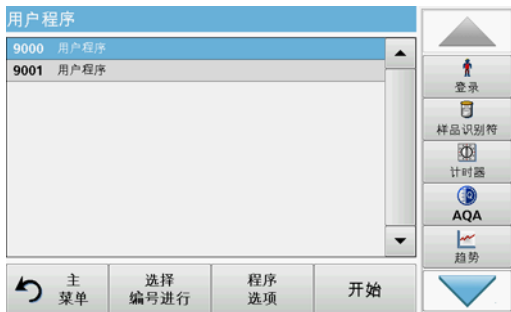 用户程序
9000 用户程序
9001 用户程序
登录
样品识别符
计时器
AQA
趋势
主
菜单
选择
编号进行
程序
选项
开始